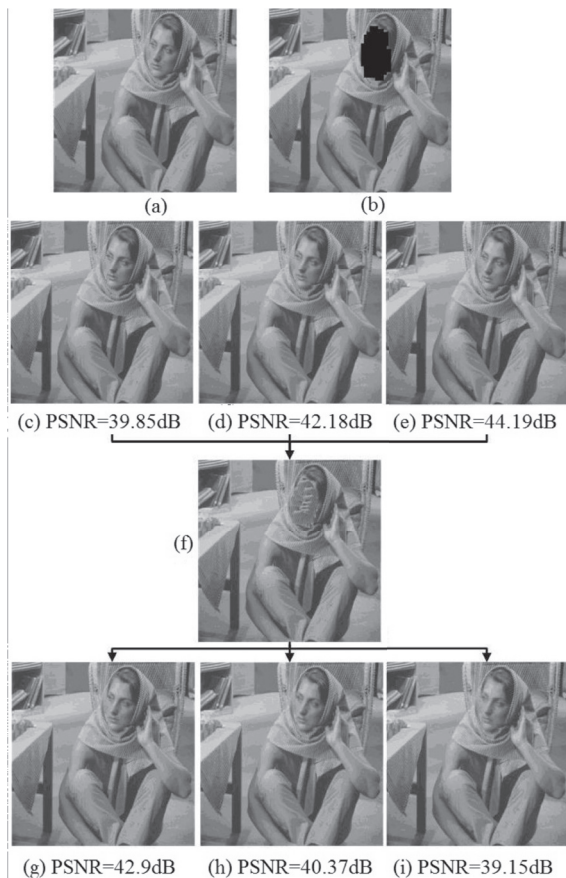 (a) (b)
(c) PSNR=39.85dB (d) PSNR=42.18dB (e) PSNR=44.19dB
(f)
(g) PSNR=42.9dB (h) PSNR=40.37dB (i) PSNR=39.15dB